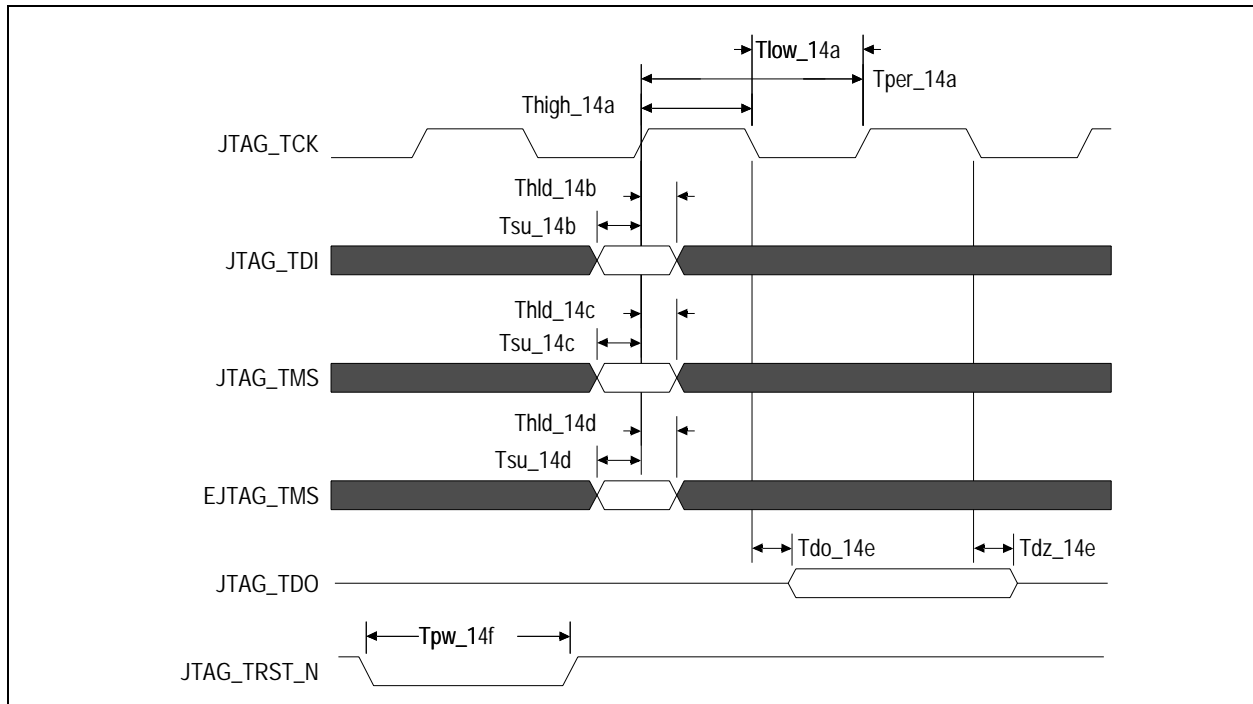 Tlow_14a
Tper_14a
Thigh_14a
JTAG_TCK
Thld_14b
Tsu_14b
JTAG_TDI
Thld_14c
Tsu_14c
JTAG_TMS
Thld_14d
Tsu_14d
EJTAG_TMS
Tdo_14e
Tdz_14e
JTAG_TDO
Tpw_14f
JTAG_TRST_N